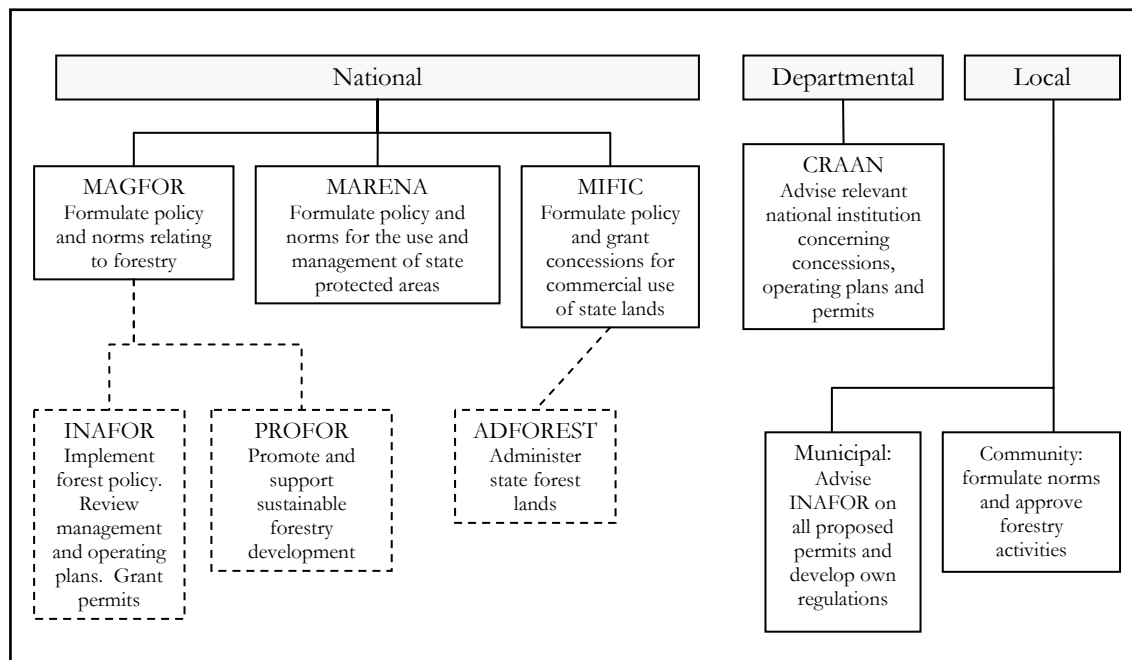 National
Departmental
Local
MAGFOR
Formulate policy
and norms relating
to forestry
MARENA
Formulate policy and
norms for the use and
management of state
protected areas
MIFIC
Formulate policy
and grant
concessions for
commercial use
of state lands
CRAAN
Advise relevant
national institution
concerning
concessions,
operating plans and
permits
INAFOR
Implement
forest policy.
Review
management
and operating
plans.  Grant
permits
PROFOR
Promote and
support
sustainable
forestry
development
ADFOREST
Administer
state forest
lands
Municipal:
Advise
INAFOR on
all proposed
permits and
develop own
regulations
Community:
formulate norms
and approve
forestry
activities